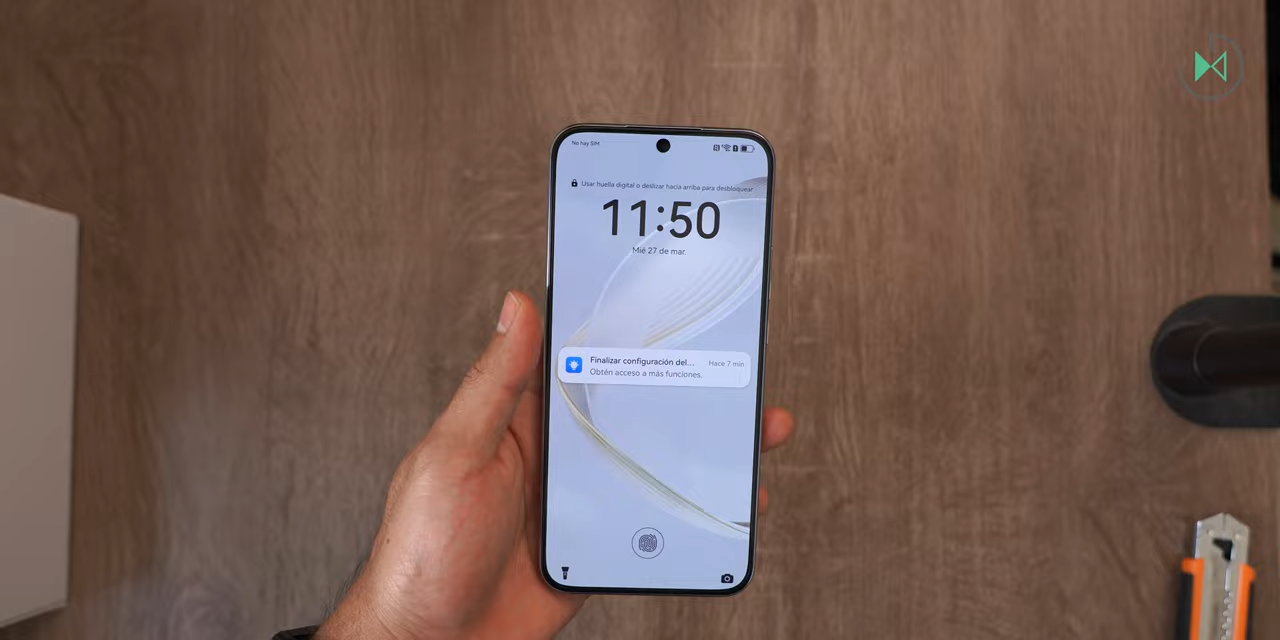 No hay SIM
Usar huella digital o deslizar hacia arriba para desbloquear
11:50
Mié 27 de mar.
Finalizar configuración del... Hace 7 min
Obtén acceso a más funciones.